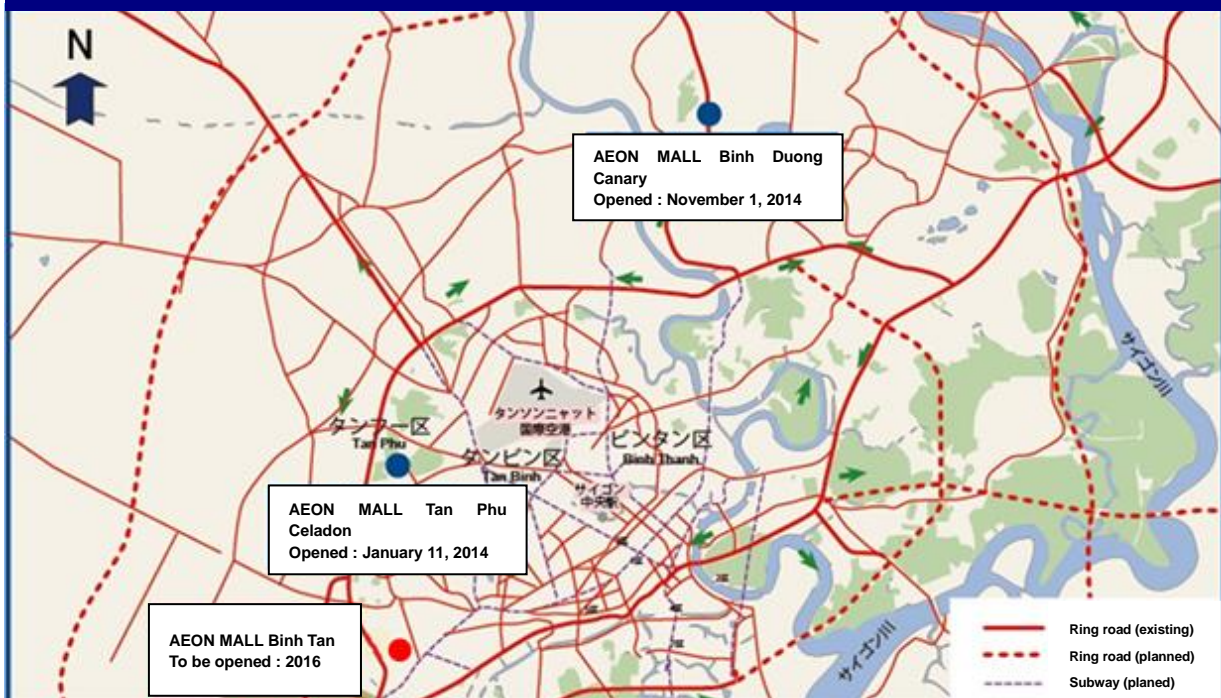 N
AEON MALL Binh Duong
Canary
Opened : November 1, 2014
サイゴン川
タンソンニャット
国際空港
タンフー区
Tan Phu
ビンタン区
Binh Thanh
タンビン区
Tan Binh
サイゴン
中央駅
AEON MALL Tan Phu
Celadon
Opened : January 11, 2014
AEON MALL Binh Tan
To be opened : 2016
サイゴン川
Ring road (existing)
Ring road (planned)
Subway (planed)